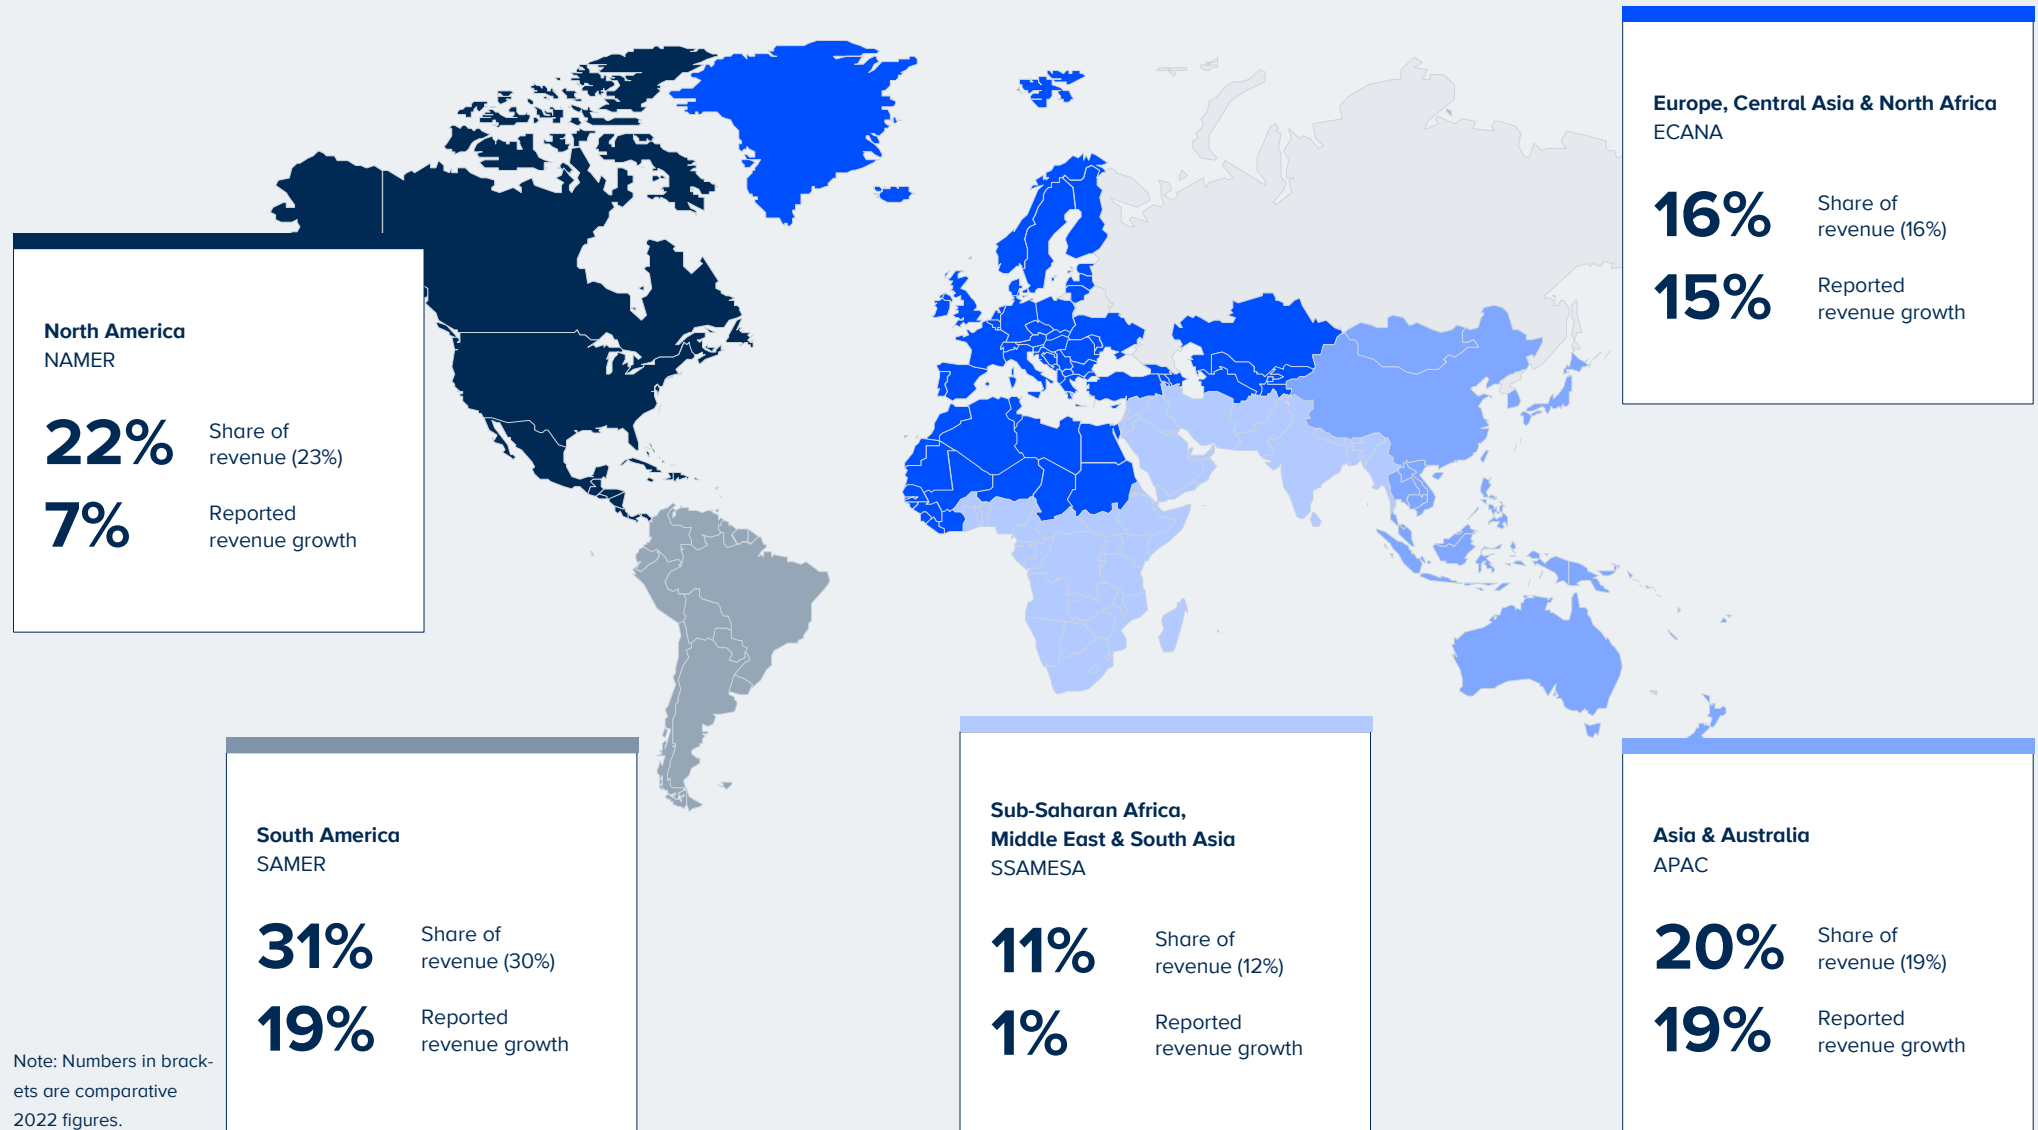 Europe, Central Asia & North Africa
ECANA
16%
Share of
revenue (16%)
15%
Reported
revenue growth
North America
NAMER
22%
Share of
revenue (23%)
7%
Reported
revenue growth
South America
SAMER
31%
Share of
revenue (30%)
19%
Reported
revenue growth
Sub-Saharan Africa,
Middle East & South Asia
SSAMESA
11%
Share of
revenue (12%)
1%
Reported
revenue growth
Asia & Australia
APAC
20%
Share of
revenue (19%)
19%
Reported
revenue growth
Note: Numbers in brack-
ets are comparative
2022 figures.